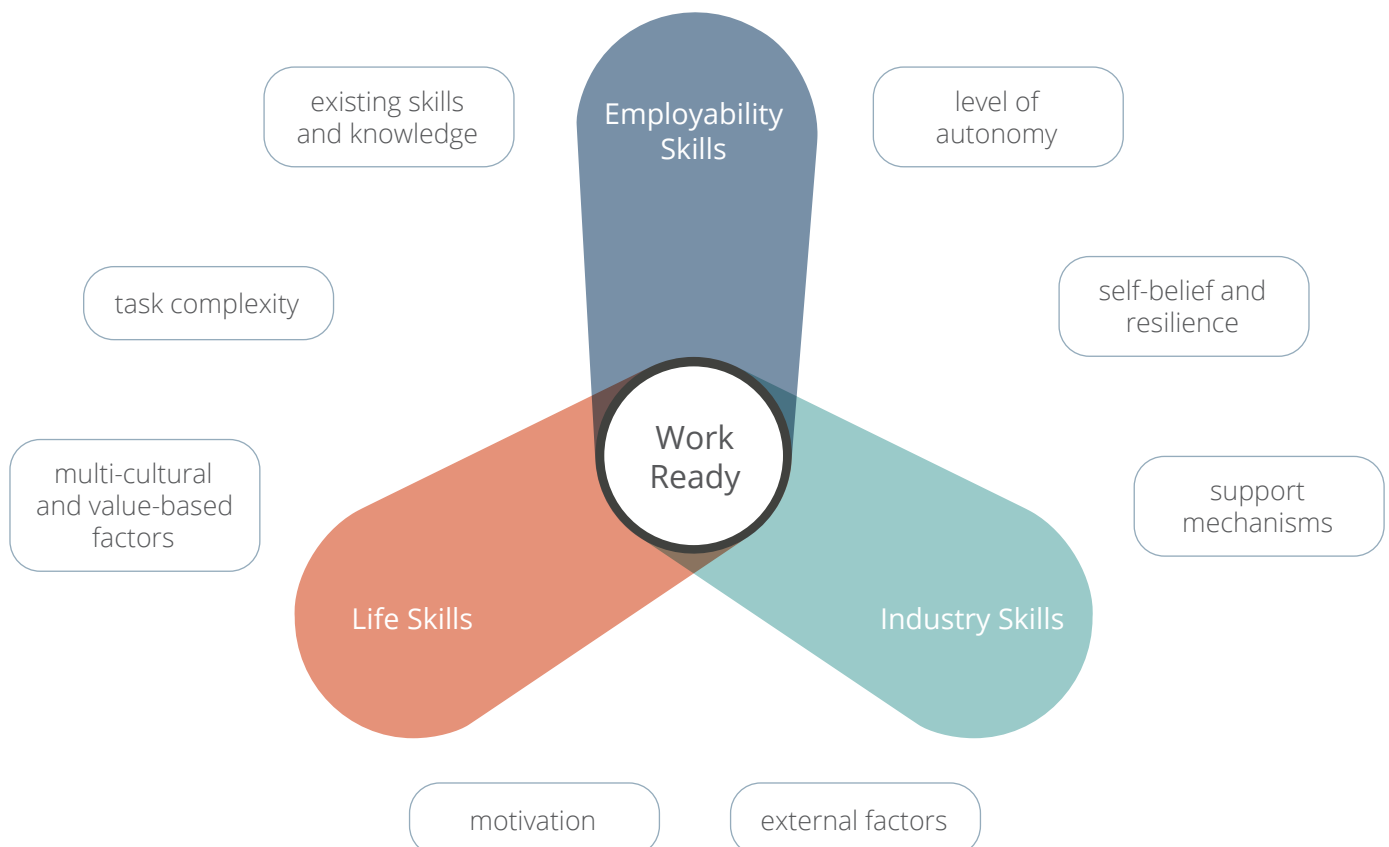 existing skills
and knowledge
Employability
Skills
level of
autonomy
task complexity
self-belief and
resilience
Work
Ready
multi-cultural
and value-based
factors
support
mechanisms
Life Skills
Industry Skills
motivation
external factors